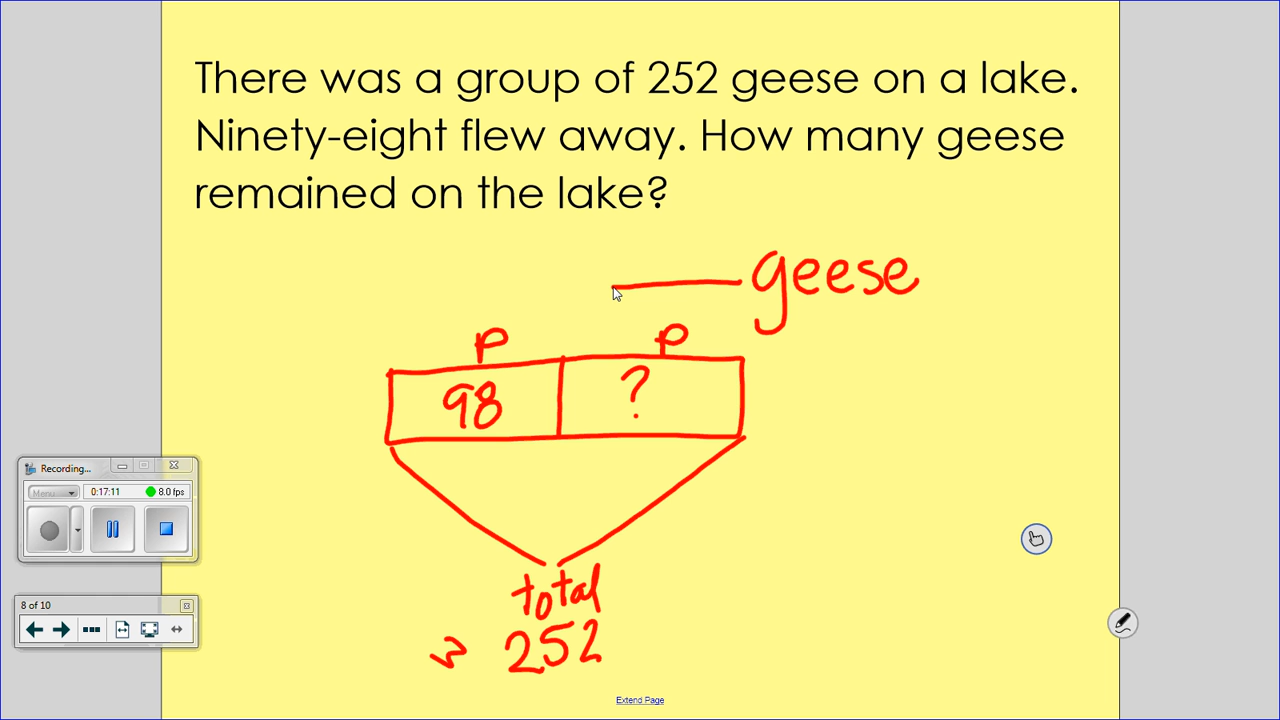 There was a group of 252 geese on a lake.
Ninety-eight flew away. How many geese
remained on the lake?
geese
P P
98 ?
total
252
Recording...
Menu 0:17:11 8.0 fps
8 of 10
Extend Page